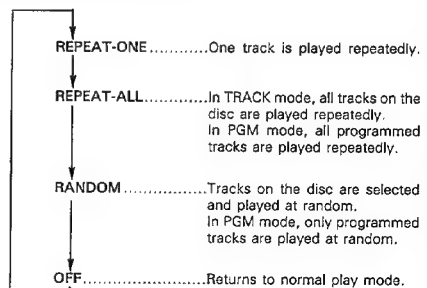 REPEAT-ONE............One track is played repeatedly.
REPEAT-ALL.............In TRACK mode, all tracks on the
disc are played repeatedly.
In PGM mode, all programmed
tracks are played repeatedly.
RANDOM.................Tracks on the disc are selected
and played at random.
In PGM mode, only programmed
tracks are played at random.
OFF.........................Returns to normal play mode.